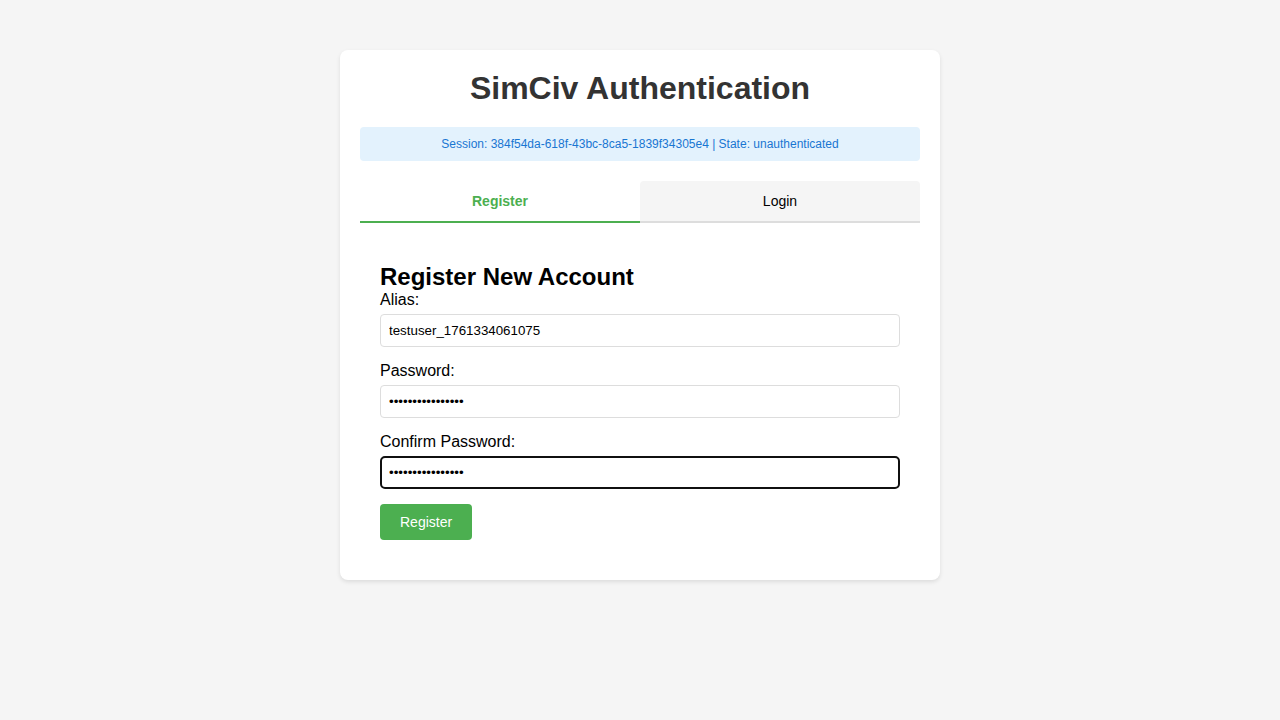 SimCiv Authentication
Session: 384f54da-618f-43bc-8ca5-1839f34305e4 | State: unauthenticated
Register
Login
Register New Account
Alias:
testuser_1761334061075
Password:
••••••••••••••••
Confirm Password:
••••••••••••••••
Register